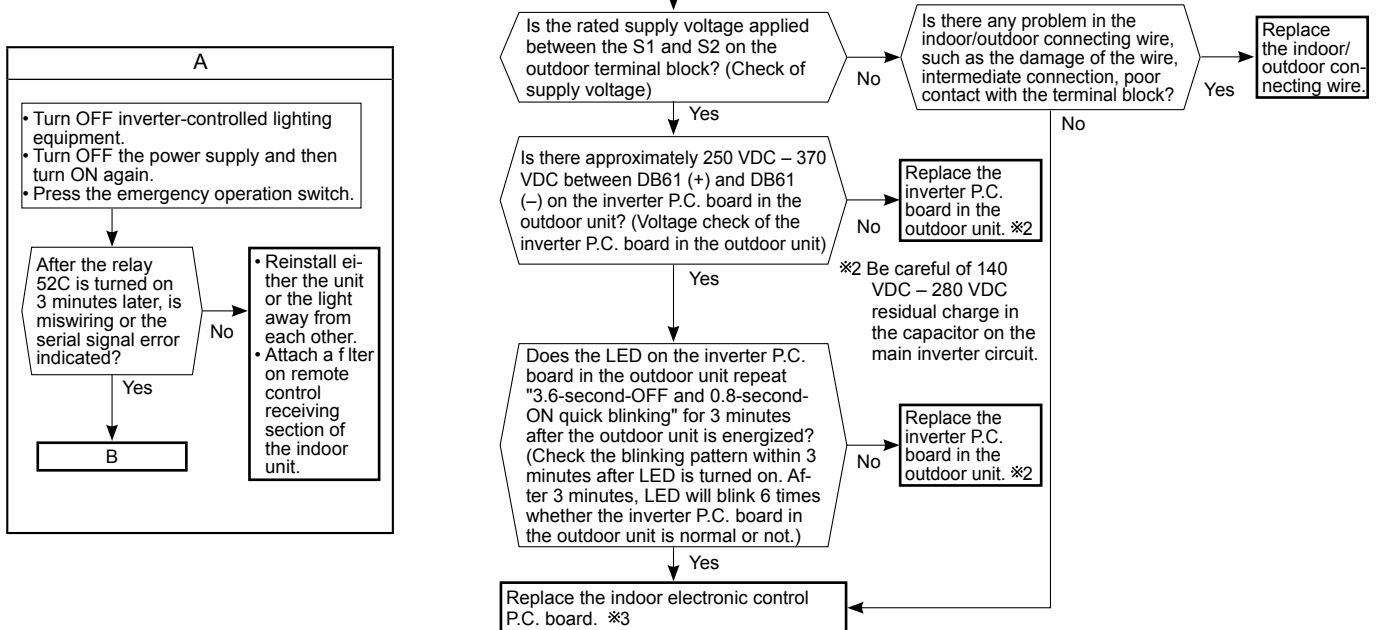 A
• Turn OFF inverter-controlled lighting
equipment.
• Turn OFF the power supply and then
turn ON again.
• Press the emergency operation switch.
After the relay
52C is turned on
3 minutes later, is
miswiring or the
serial signal error
indicated?
No
• Reinstall ei-
ther the unit
or the light
away from
each other.
• Attach a f lter
on remote
control
receiving
section of
the indoor
unit.
Yes
B
Is the rated supply voltage applied
between the S1 and S2 on the
outdoor terminal block? (Check of
supply voltage)
No
Is there any problem in the
indoor/outdoor connecting wire,
such as the damage of the wire,
intermediate connection, poor
contact with the terminal block?
Yes
Replace
the indoor/
outdoor con-
necting wire.
No
Yes
Is there approximately 250 VDC – 370
VDC between DB61 (+) and DB61
(–) on the inverter P.C. board in the
outdoor unit? (Voltage check of the
inverter P.C. board in the outdoor unit)
No
Replace the
inverter P.C.
board in the
outdoor unit. ※2
※2 Be careful of 140
VDC – 280 VDC
residual charge in
the capacitor on the
main inverter circuit.
Yes
Does the LED on the inverter P.C.
board in the outdoor unit repeat
"3.6-second-OFF and 0.8-second-
ON quick blinking" for 3 minutes
after the outdoor unit is energized?
(Check the blinking pattern within 3
minutes after LED is turned on. Af-
ter 3 minutes, LED will blink 6 times
whether the inverter P.C. board in
the outdoor unit is normal or not.)
No
Replace the
inverter P.C.
board in the
outdoor unit. ※2
Yes
Replace the indoor electronic control
P.C. board. ※3